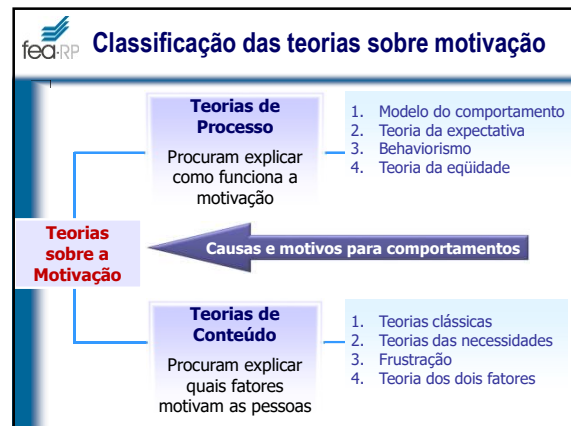 fea-RP
Classificação das teorias sobre motivação
Teorias de
Processo
Procuram explicar
como funciona a
motivação
1. Modelo do comportamento
2. Teoria da expectativa
3. Behaviorismo
4. Teoria da eqüidade
Teorias
sobre a
Motivação
Causas e motivos para comportamentos
Teorias de
Conteúdo
Procuram explicar
quais fatores
motivam as pessoas
1. Teorias clássicas
2. Teorias das necessidades
3. Frustração
4. Teoria dos dois fatores